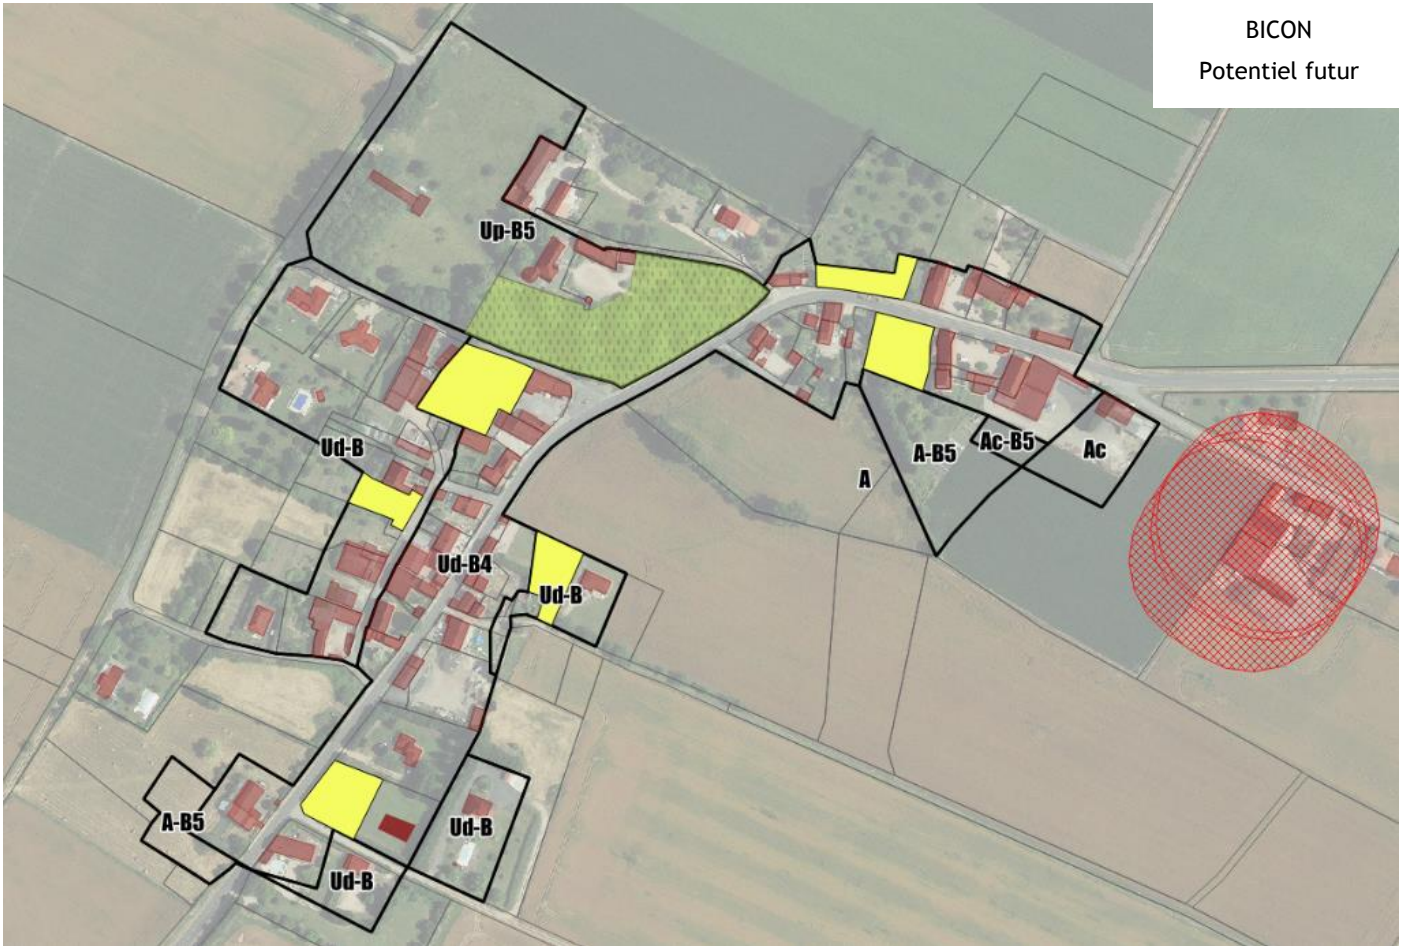 BICON
Potentiel futur
Up-B5
Ud-B
A-B5
Ac-B5
Ac
A
Ud-B4
Ud-B
A-B5
Ud-B
Ud-B